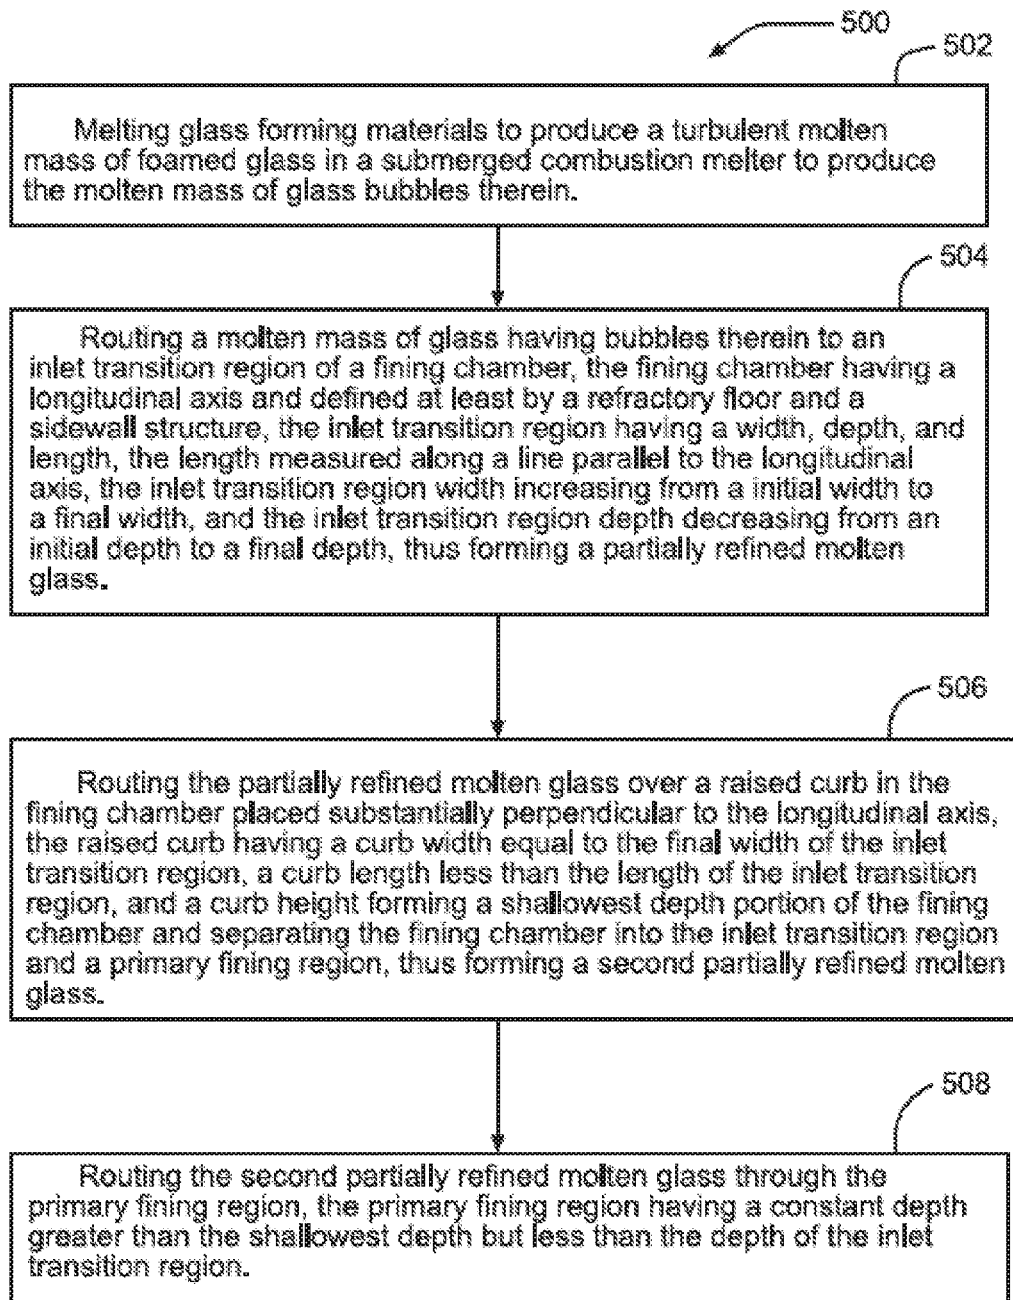 500
502
Melting glass forming materials to produce a turbulent molten
mass of foamed glass in a submerged combustion melter to produce
the molten mass of glass bubbles therein.
504
Routing a molten mass of glass having bubbles therein to an
inlet transition region of a fining chamber, the fining chamber having a
longitudinal axis and defined at least by a refractory floor and a
sidewall structure, the inlet transition region having a width, depth, and
length, the length measured along a line parallel to the longitudinal
axis, the inlet transition region width increasing from a initial width to
a final width, and the inlet transition region depth decreasing from an
initial depth to a final depth, thus forming a partially refined molten
glass.
506
Routing the partially refined molten glass over a raised curb in the
fining chamber placed substantially perpendicular to the longitudinal axis,
the raised curb having a curb width equal to the final width of the inlet
transition region, a curb length less than the length of the inlet transition
region, and a curb height forming a shallowest depth portion of the fining
chamber and separating the fining chamber into the inlet transition region
and a primary fining region, thus forming a second partially refined molten
glass.
508
Routing the second partially refined molten glass through the
primary fining region, the primary fining region having a constant depth
greater than the shallowest depth but less than the depth of the inlet
transition region.